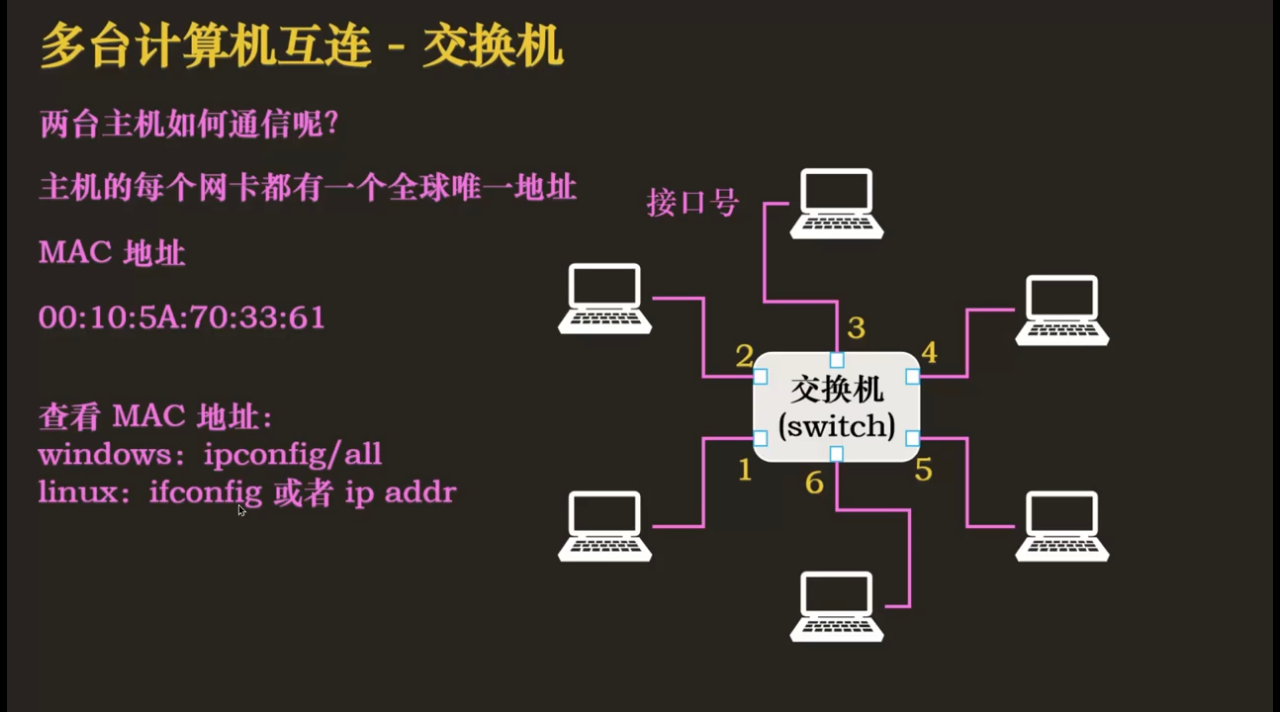 多台计算机互连 - 交换机
两台主机如何通信呢?
主机的每个网卡都有一个全球唯一地址
MAC 地址
00:10:5A:70:33:61
查看 MAC 地址:
windows: ipconfig/all
linux: ifconfig 或者 ip addr
接口号
3
2
4
交换机
(switch)
1
6
5